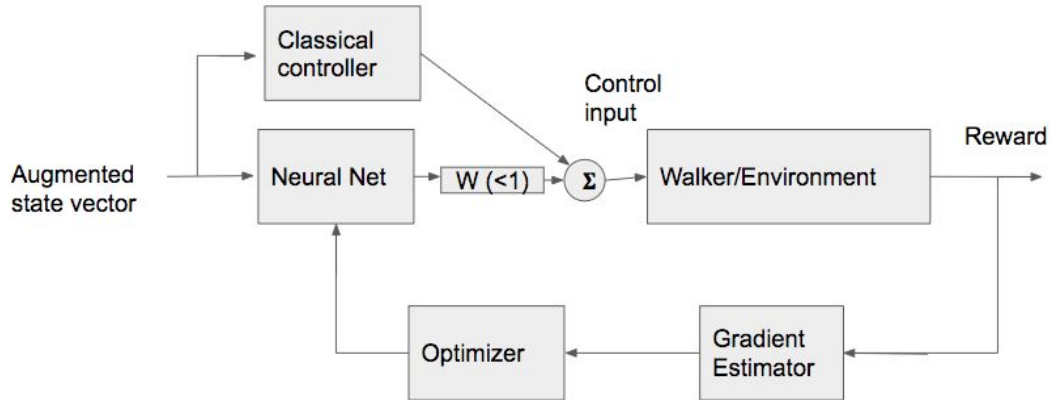 Classical
controller
Control
input
Reward
Augmented
state vector
Neural Net
W (<1)
Σ
Walker/Environment
Optimizer
Gradient
Estimator